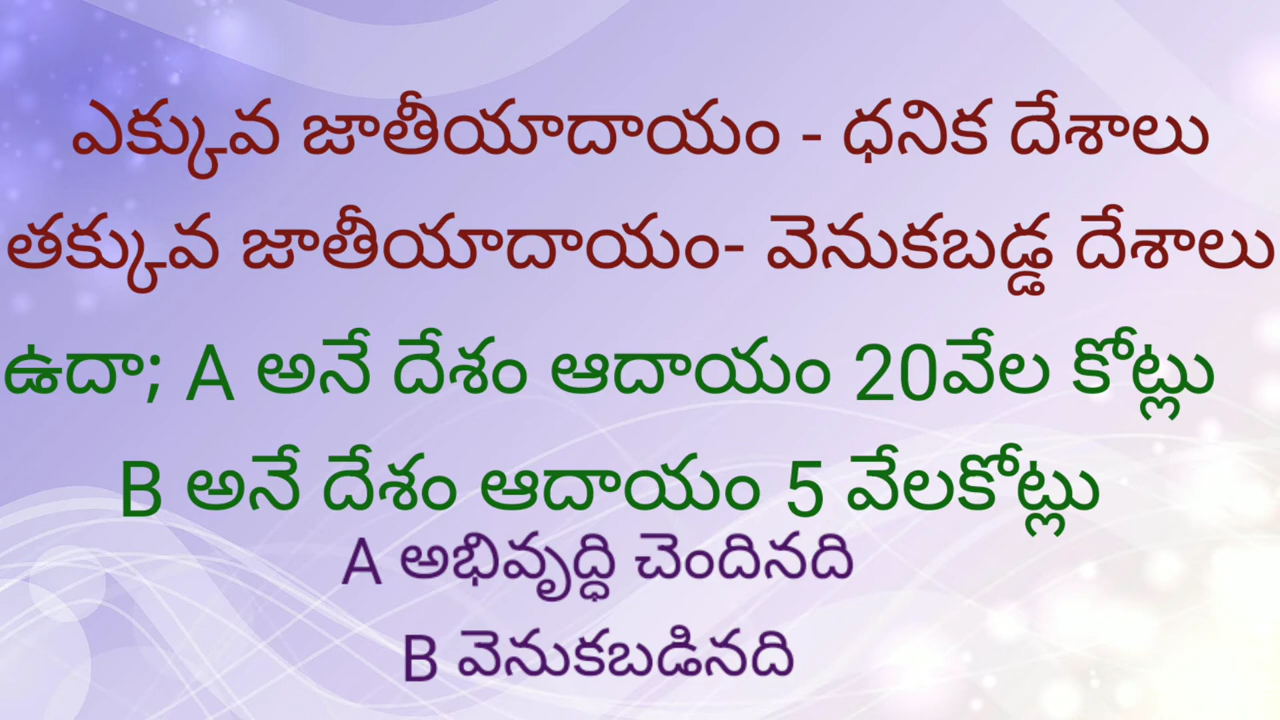 ఎక్కువ జాతీయాదాయం - ధనిక దేశాలు
తక్కువ జాతీయాదాయం- వెనుకబడ్డ దేశాలు
ఉదా; A అనే దేశం ఆదాయం 20వేల కోట్లు
B అనే దేశం ఆదాయం 5 వేలకోట్లు
A అభివృద్ధి చెందినది
B వెనుకబడినది